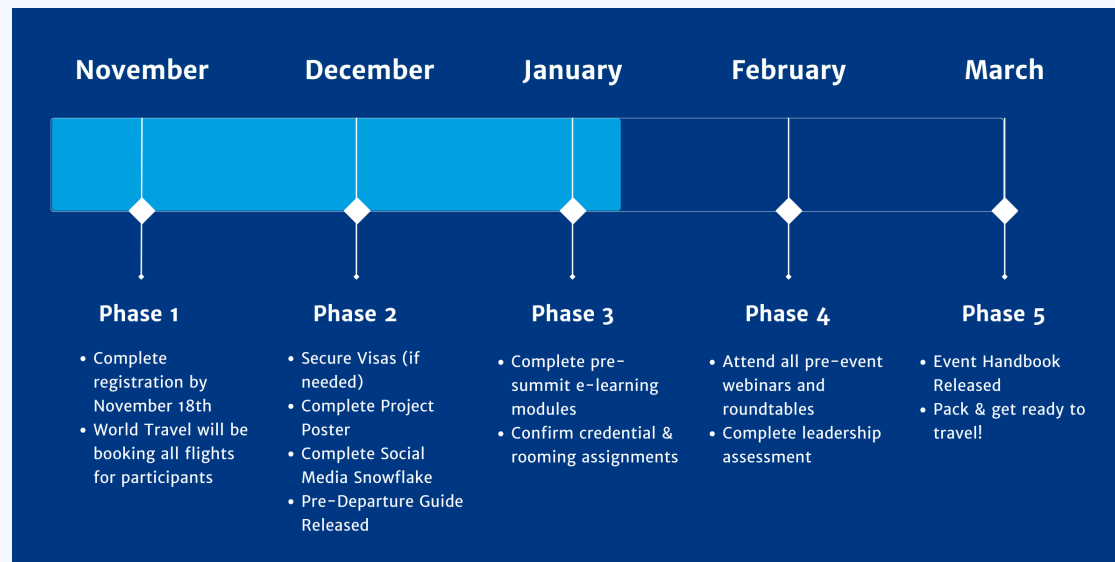 November
December
January
February
March
Phase 1
• Complete
registration by
November 18th
• World Travel will be
booking all flights
for participants
Phase 2
• Secure Visas (if
needed)
• Complete Project
Poster
• Complete Social
Media Snowflake
• Pre-Departure Guide
Released
Phase 3
• Complete pre-
summit e-learning
modules
• Confirm credential &
rooming assignments
Phase 4
• Attend all pre-event
webinars and
roundtables
• Complete leadership
assessment
Phase 5
• Event Handbook
Released
• Pack & get ready to
travel!